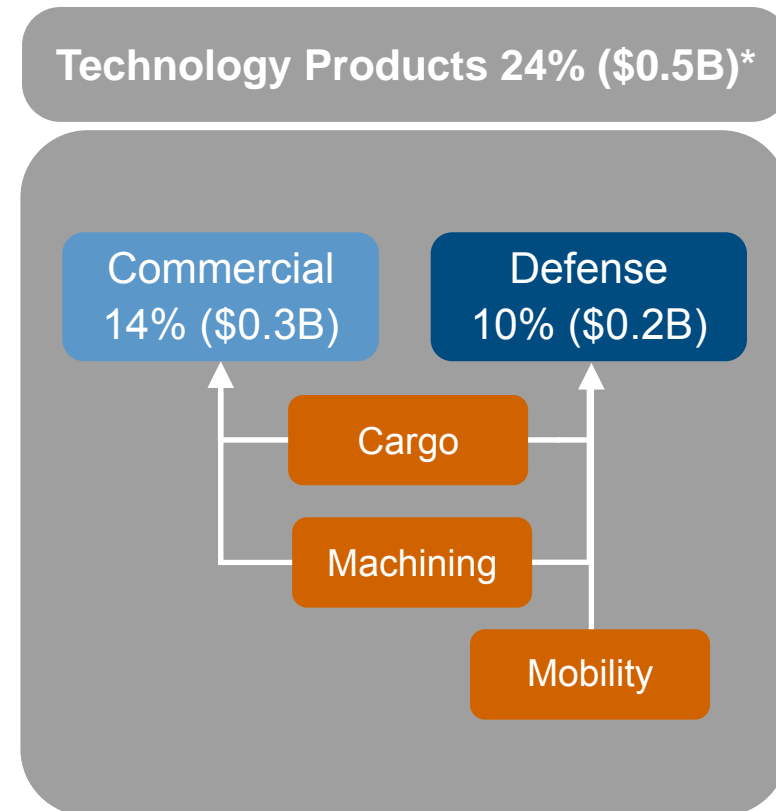 Technology Products 24% ($0.5B)*
Commercial
14% ($0.3B)
Defense
10% ($0.2B)
Cargo
Machining
Mobility